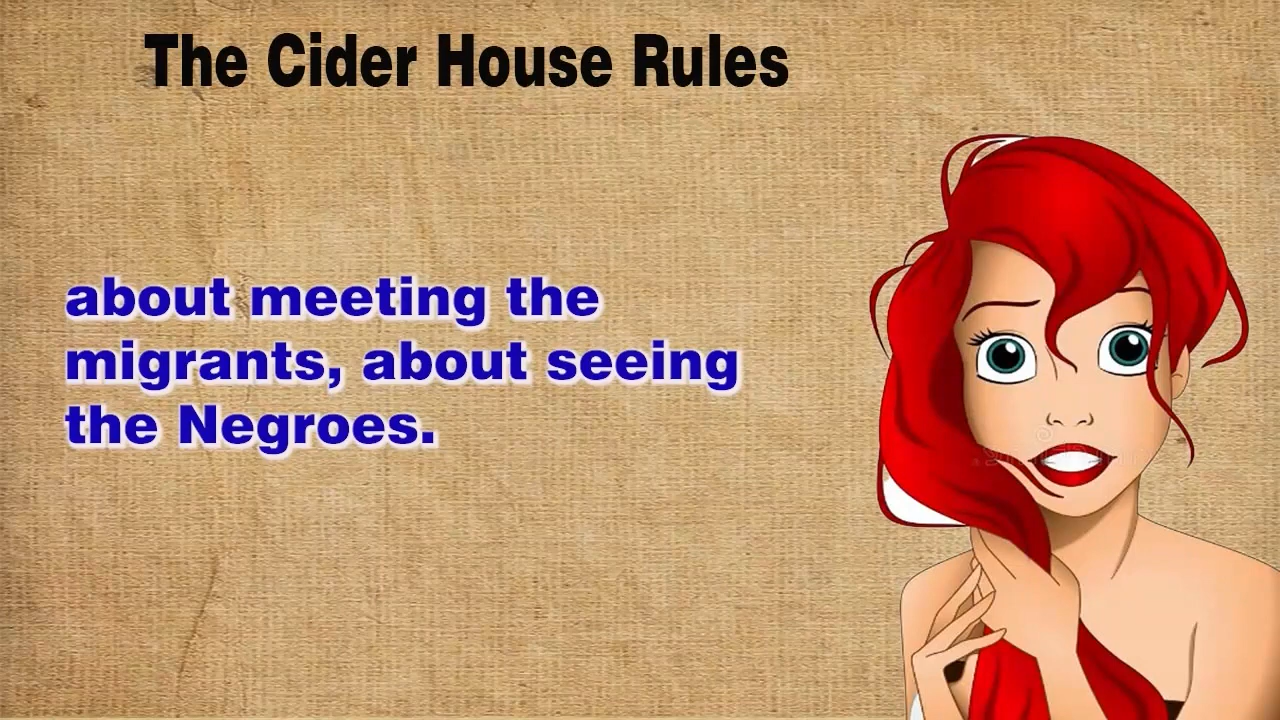 The Cider House Rules
about meeting the
migrants, about seeing
the Negroes.